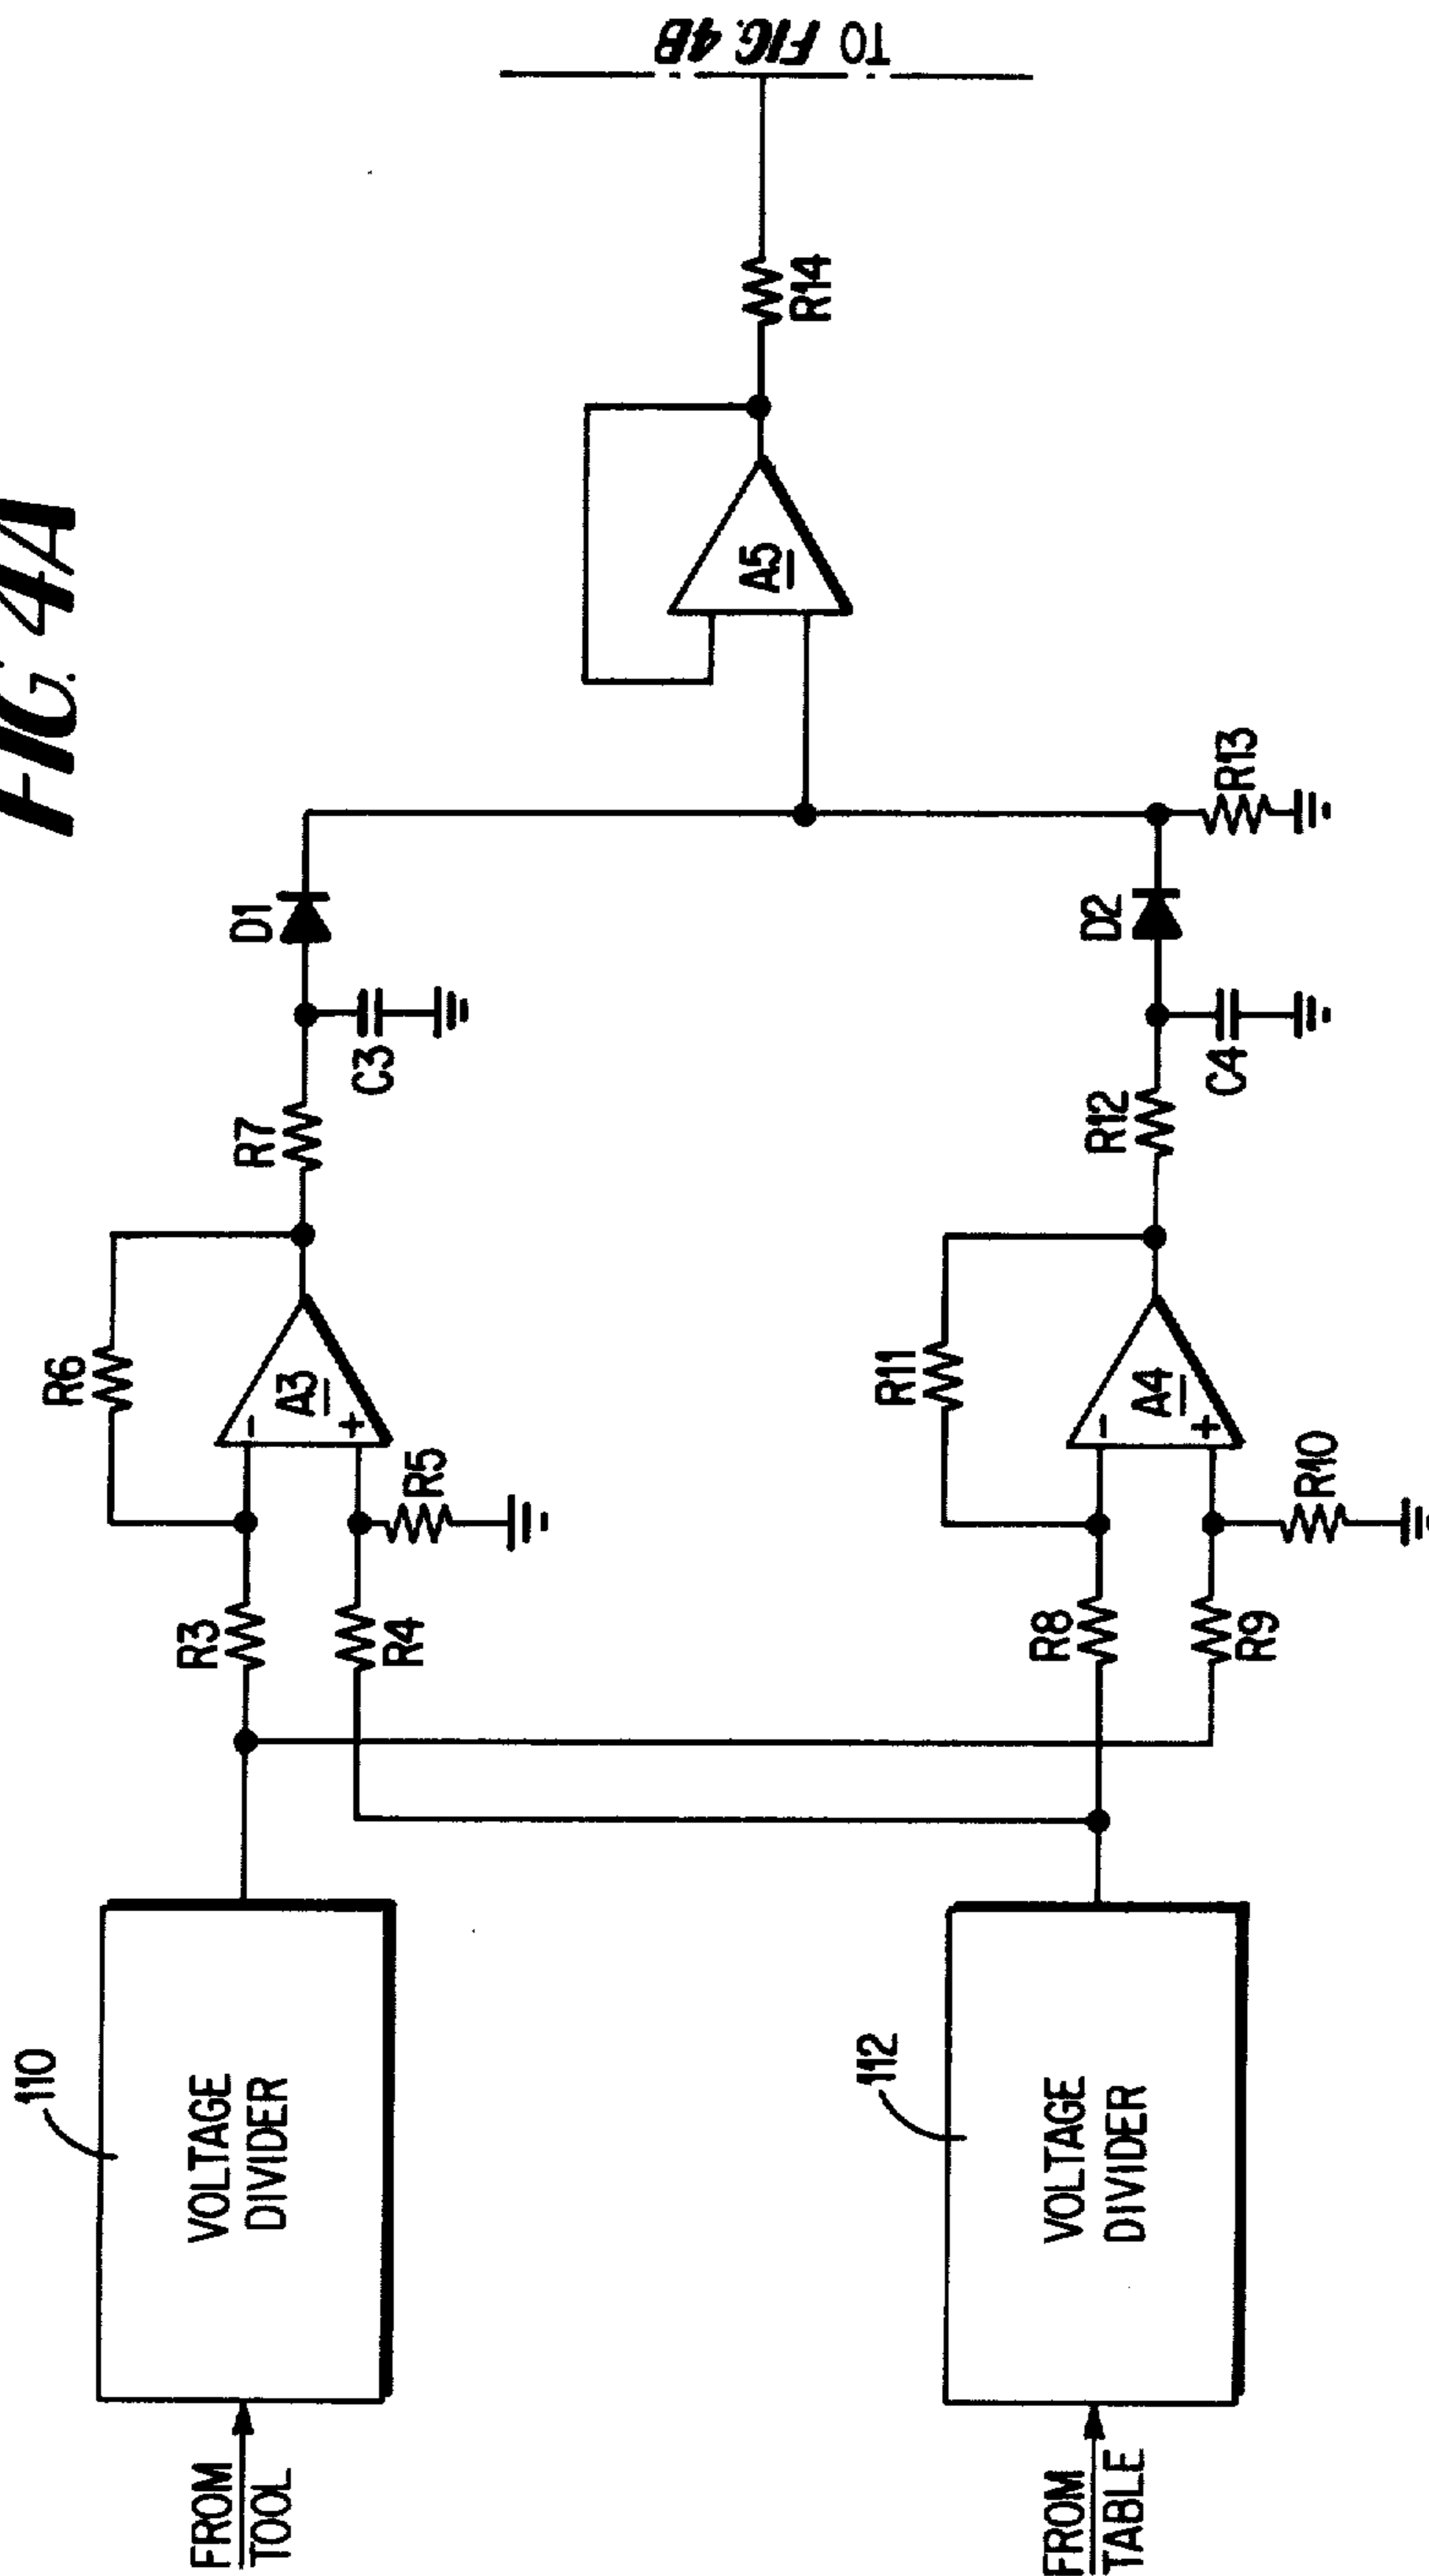 FIG. 4A
FROM
TOOL
110
VOLTAGE
DIVIDER
R3
R4
R5
R6
A3
-
+
R7
C3
D1
FROM
TABLE
112
VOLTAGE
DIVIDER
R8
R9
R10
R11
A4
-
+
R12
C4
D2
R13
A5
R14
TO FIG. 4B